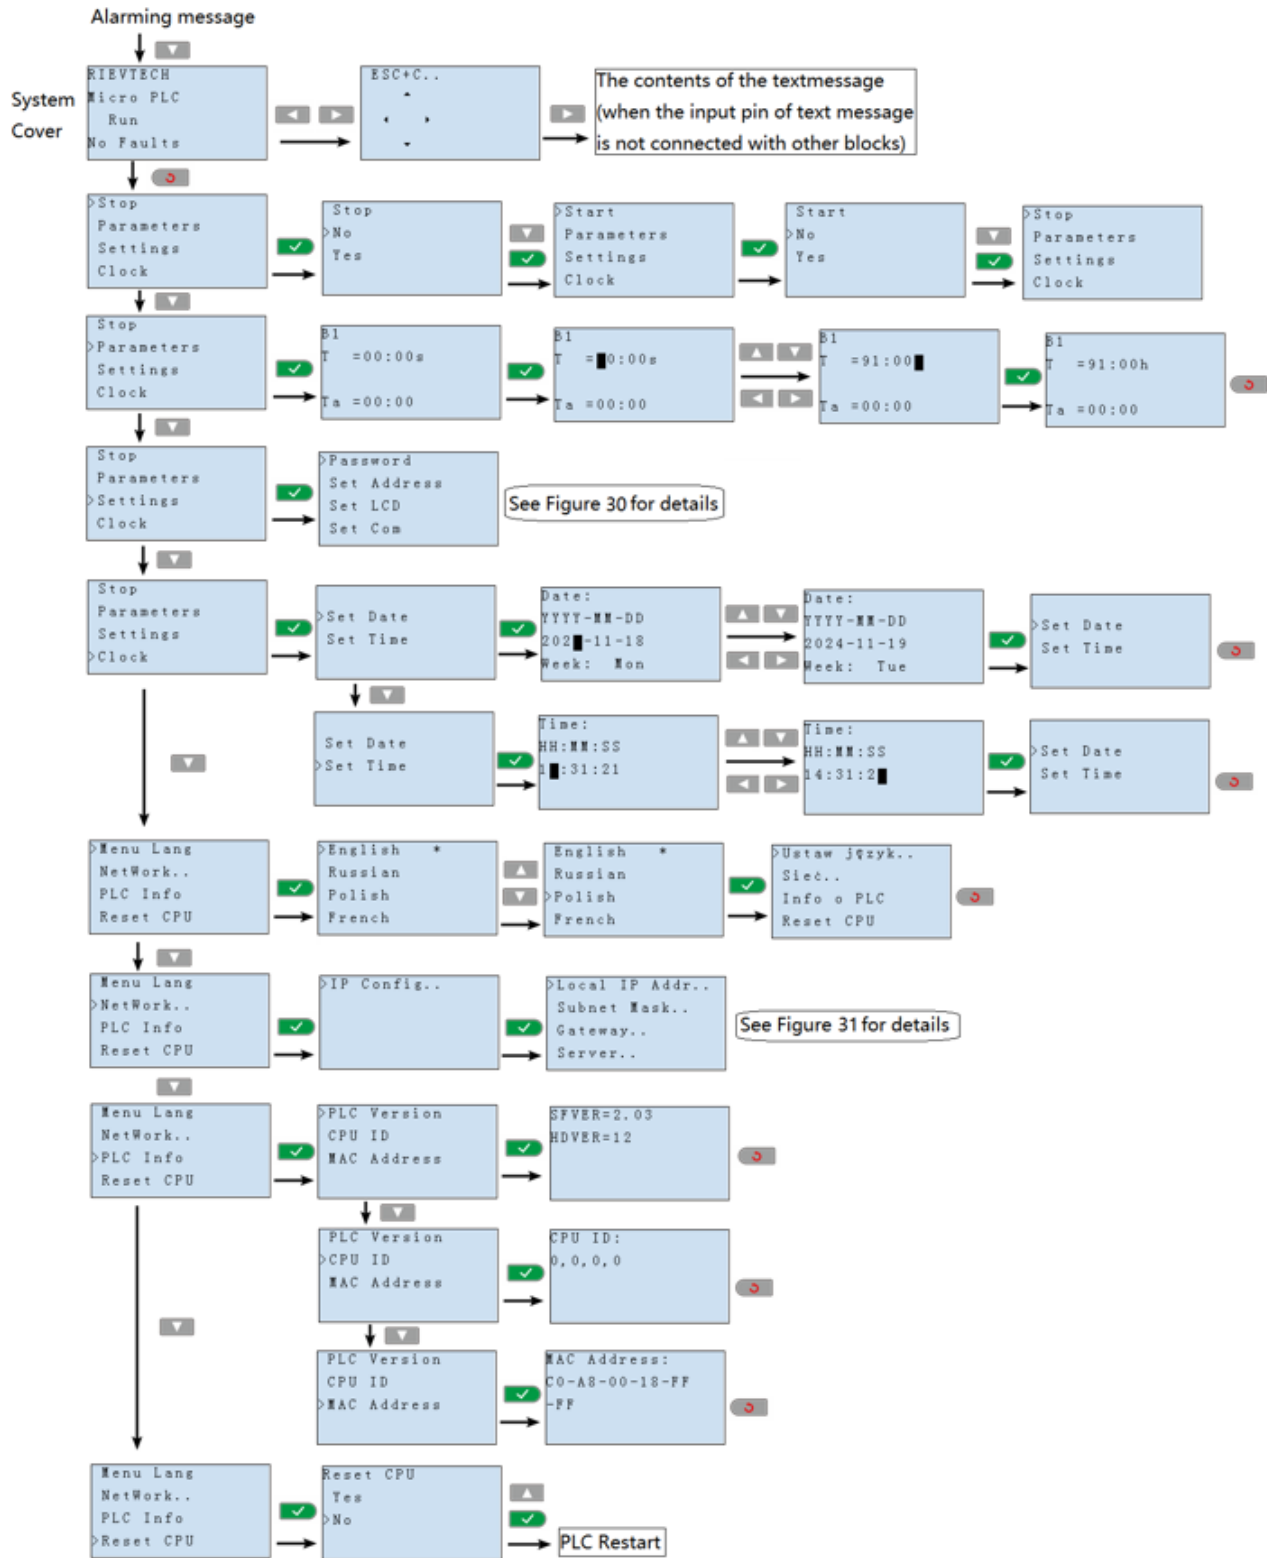 Alarming message
System
Cover
RIEVTECH
Micro PLC
Run
No Faults
ESC+C..
The contents of the textmessage
(when the input pin of text message
is not connected with other blocks)
>Stop
Parameters
Settings
Clock
Stop
>No
Yes
>Start
Parameters
Settings
Clock
Start
>No
Yes
>Stop
Parameters
Settings
Clock
Stop
>Parameters
Settings
Clock
B1
T =00:00s
Ta =00:00
B1
T =█0:00s
Ta =00:00
B1
T =91:00█
Ta =00:00
B1
T =91:00h
Ta =00:00
Stop
Parameters
>Settings
Clock
>Password
Set Address
Set LCD
Set Com
See Figure 30 for details
Stop
Parameters
Settings
>Clock
>Set Date
Set Time
Date:
YYYY-MM-DD
202█-11-18
Week: Mon
Date:
YYYY-MM-DD
2024-11-19
Week: Tue
>Set Date
Set Time
Set Date
>Set Time
Time:
HH:MM:SS
1█:31:21
Time:
HH:MM:SS
14:31:2█
>Set Date
Set Time
>Menu Lang
NetWork..
PLC Info
Reset CPU
>English *
Russian
Polish
French
English *
Russian
>Polish
French
>Ustaw język..
Sieć..
Info o PLC
Reset CPU
Menu Lang
>NetWork..
PLC Info
Reset CPU
>IP Config..
>Local IP Addr..
Subnet Mask..
Gateway..
Server..
See Figure 31 for details
Menu Lang
NetWork..
>PLC Info
Reset CPU
>PLC Version
CPU ID
MAC Address
SFVER=2.03
HDVER=12
PLC Version
>CPU ID
MAC Address
CPU ID:
0,0,0,0
PLC Version
CPU ID
>MAC Address
MAC Address:
C0-A8-00-18-FF
-FF
Menu Lang
NetWork..
PLC Info
>Reset CPU
Reset CPU
Yes
>No
PLC Restart